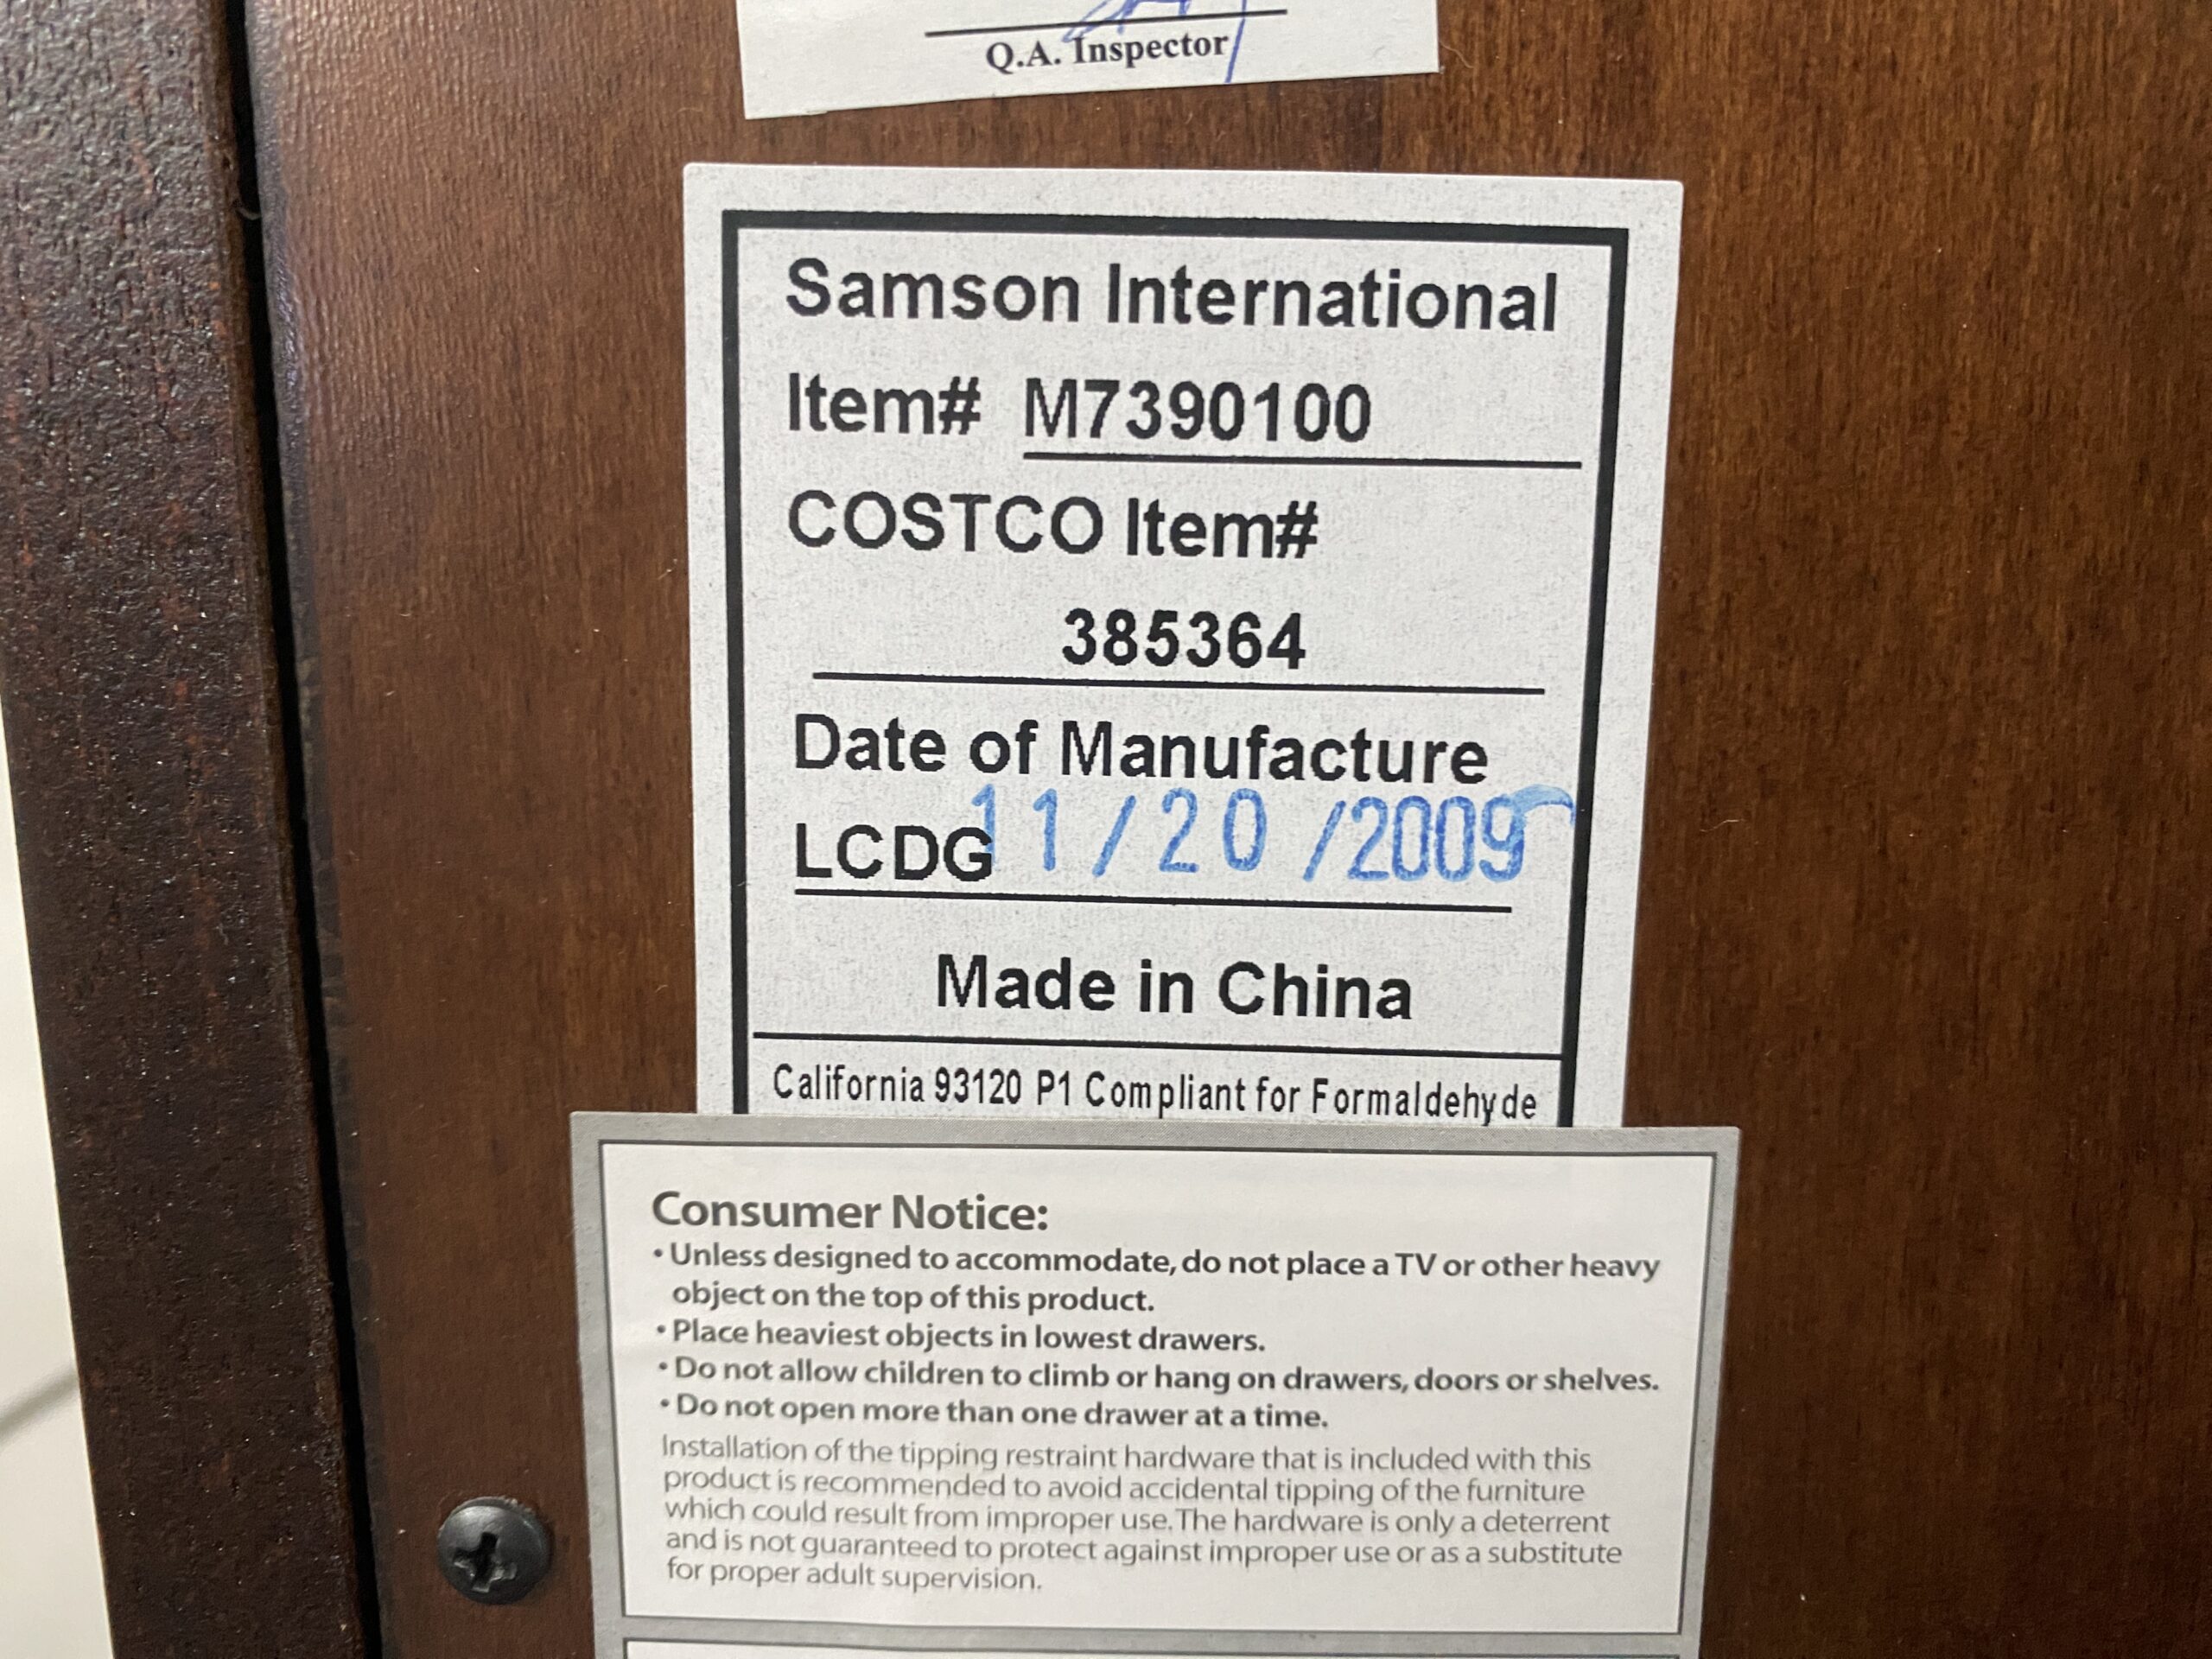 Q.A. Inspector
Samson International
Item# M7390100
COSTCO Item#
385364
Date of Manufacture
LCDG 11/20/2009
Made in China
California 93120 P1 Compliant for Formaldehyde
Consumer Notice:
• Unless designed to accommodate, do not place a TV or other heavy
object on the top of this product.
• Place heaviest objects in lowest drawers.
• Do not allow children to climb or hang on drawers, doors or shelves.
• Do not open more than one drawer at a time.
Installation of the tipping restraint hardware that is included with this
product is recommended to avoid accidental tipping of the furniture
which could result from improper use. The hardware is only a deterrent
and is not guaranteed to protect against improper use or as a substitute
for proper adult supervision.